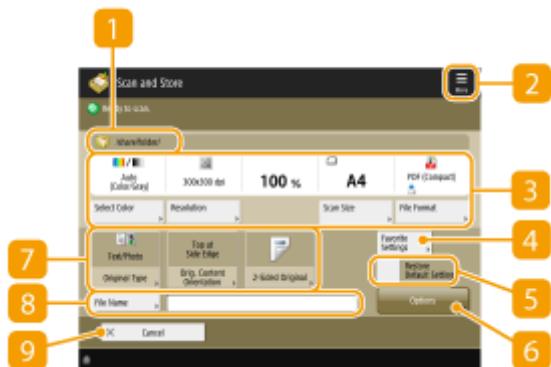 1
Scan and Store
2
Menu
Ready to scan.
/share/folder/
Auto
(Color/Gray)
300x300 dpi
100 %
A4
PDF (Compact)
3
Select Color
Resolution
Scan Size
File Format
7
Text/Photo
Top at
Side Edge
Favorite
Settings
4
Original Type
Orig. Content
Orientation
2-Sided Original
Restore
Default Settings
5
8
File Name
Options
6
9
Cancel